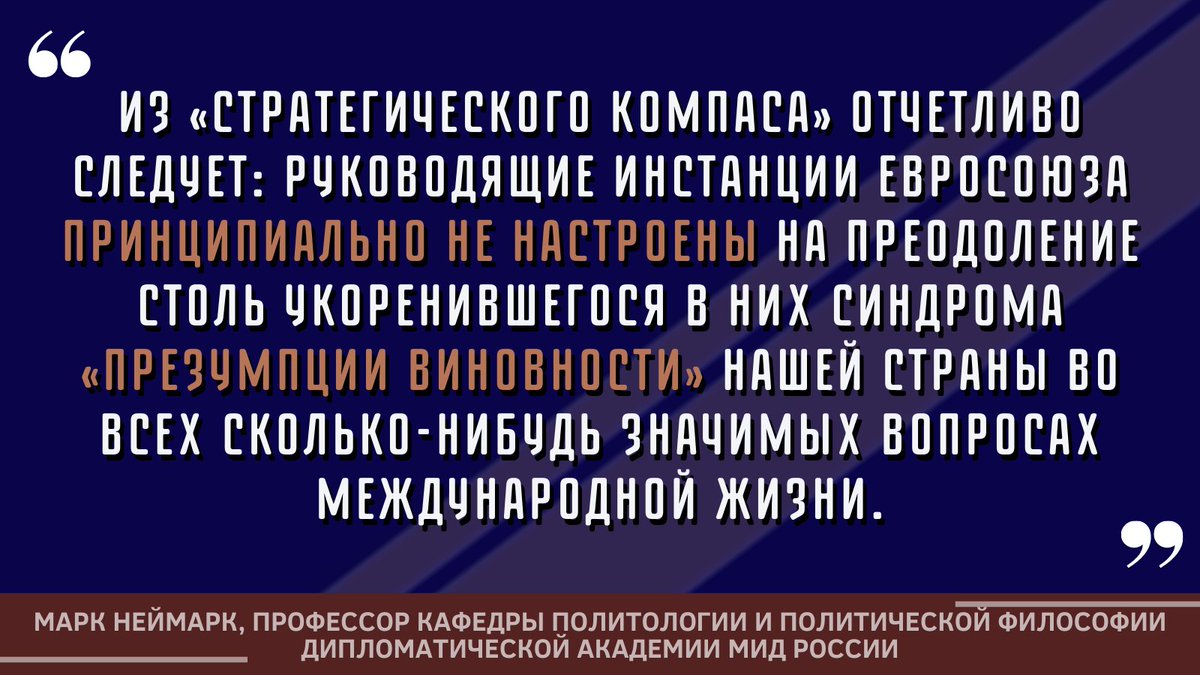 “
ИЗ «СТРАТЕГИЧЕСКОГО КОМПАСА» ОТЧЕТЛИВО
СЛЕДУЕТ: РУКОВОДЯЩИЕ ИНСТАНЦИИ ЕВРОСОЮЗА
ПРИНЦИПИАЛЬНО НЕ НАСТРОЕНЫ НА ПРЕОДОЛЕНИЕ
СТОЛЬ УКОРЕНИВШЕГОСЯ В НИХ СИНДРОМА
«ПРЕЗУМПЦИИ ВИНОВНОСТИ» НАШЕЙ СТРАНЫ ВО
ВСЕХ СКОЛЬКО-НИБУДЬ ЗНАЧИМЫХ ВОПРОСАХ
МЕЖДУНАРОДНОЙ ЖИЗНИ.
”
МАРК НЕЙМАРК, ПРОФЕССОР КАФЕДРЫ ПОЛИТОЛОГИИ И ПОЛИТИЧЕСКОЙ ФИЛОСОФИИ
ДИПЛОМАТИЧЕСКОЙ АКАДЕМИИ МИД РОССИИ